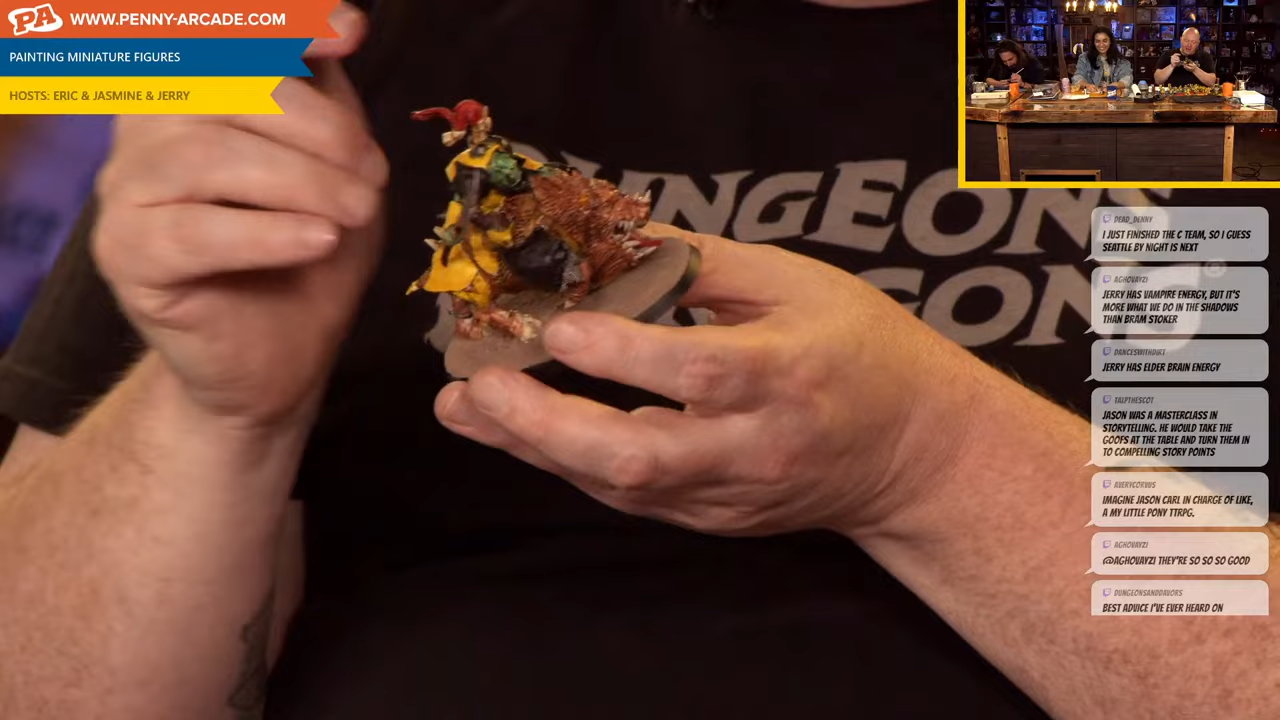 PA WWW.PENNY-ARCADE.COM
PAINTING MINIATURE FIGURES
HOSTS: ERIC & JASMINE & JERRY
DUNGEONS
DRAGONS
®
DEAD_DENNY
I JUST FINISHED THE C TEAM, SO I GUESS
SEATTLE BY NIGHT IS NEXT
AGHOVAYZI
JERRY HAS VAMPIRE ENERGY, BUT IT'S
MORE WHAT WE DO IN THE SHADOWS
THAN BRAM STOKER
DANCESWITHDIRT
JERRY HAS ELDER BRAIN ENERGY
TALPTHESCOT
JASON WAS A MASTERCLASS IN
STORYTELLING. HE WOULD TAKE THE
GOOFS AT THE TABLE AND TURN THEM IN
TO COMPELLING STORY POINTS
AVERYCORVUS
IMAGINE JASON CARL IN CHARGE OF LIKE,
A MY LITTLE PONY TTRPG.
AGHOVAYZI
@AGHOVAYZI THEY'RE SO SO SO GOOD
DUNGEONSANDDAVORS
BEST ADVICE I'VE EVER HEARD ON